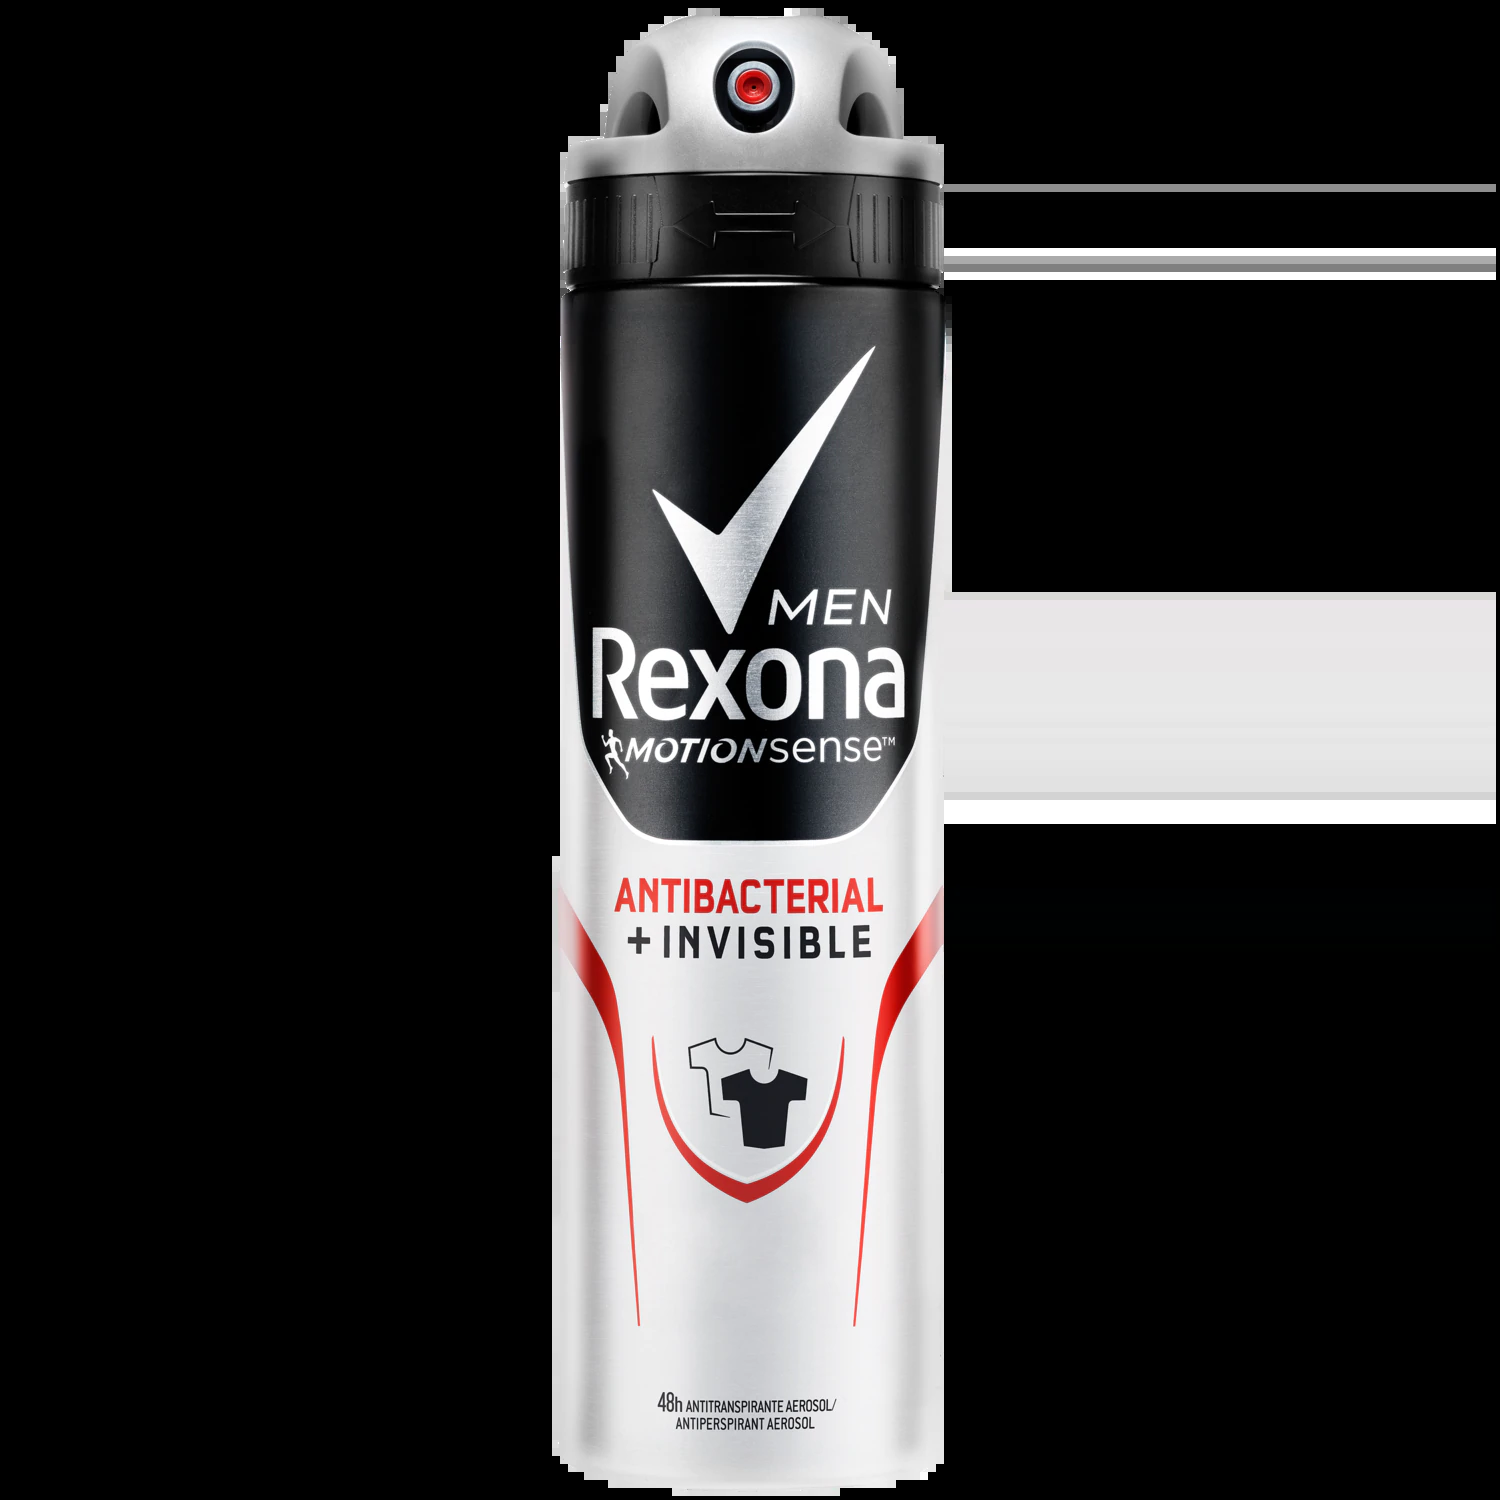 MEN
Rexona
MOTIONsense™
ANTIBACTERIAL
+ INVISIBLE
48h ANTITRANSPIRANTE AEROSOL/
ANTIPERSPIRANT AEROSOL